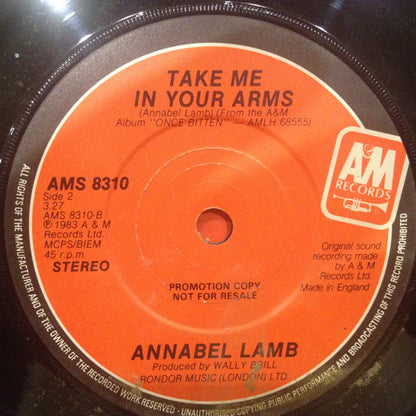 TAKE ME
IN YOUR ARMS
(Annabel Lamb) (From the A&M
Album "ONCE BITTEN" — AMLH 68555)
A&M
RECORDS
AMS 8310
Side 2
3.27
AMS 8310-B
℗ 1983 A & M
Records Ltd.
MCPS/BIEM
45 r.p.m.
STEREO
Original sound
recording made
by A & M
Records Ltd.
Made in England
PROMOTION COPY
NOT FOR RESALE
ANNABEL LAMB
Produced by WALLY BRILL
RONDOR MUSIC (LONDON) LTD
ALL RIGHTS OF THE MANUFACTURER AND OF THE OWNER OF THE RECORDED WORK RESERVED - UNAUTHORISED COPYING PUBLIC PERFORMANCE AND BROADCASTING OF THIS RECORD PROHIBITED